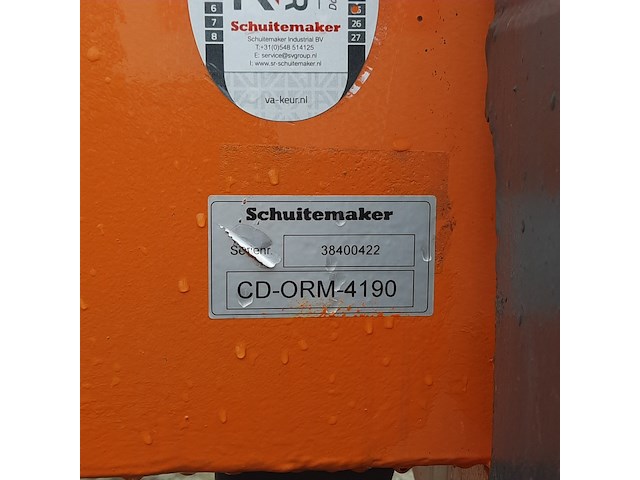 6
7
8
26
27
Schuitemaker
Schuitemaker Industrial BV
T:+31(0)548 514125
E: service@svgroup.nl
I: www.sr-schuitemaker.nl
va-keur.nl
Schuitemaker
38400422
CD-ORM-4190